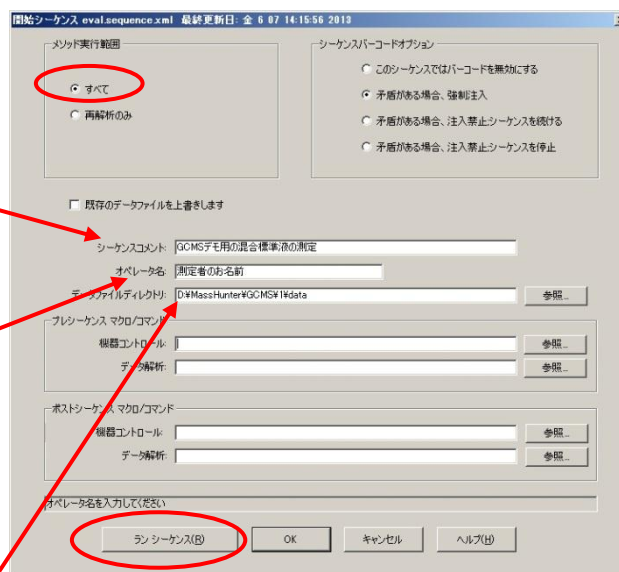 開始シーケンス eval.sequence.xml 最終更新日: 金 6 07 14:15:56 2013
メソッド実行範囲
すべて
再解析のみ
シーケンスバーコードオプション
このシーケンスではバーコードを無効にする
矛盾がある場合、強制注入
矛盾がある場合、注入禁止シーケンスを続ける
矛盾がある場合、注入禁止シーケンスを停止
既存のデータファイルを上書きします
シーケンスコメント: GCMSデモ用の混合標準液の測定
オペレータ名: 測定者のお名前
データファイルディレクトリ: D:¥MassHunter¥GCMS¥1¥data 参照...
プレシーケンス マクロ/コマンド
機器コントロール: 参照...
データ解析: 参照...
ポストシーケンス マクロ/コマンド
機器コントロール: 参照...
データ解析: 参照...
オペレータ名を入力してください
ラン シーケンス(R) OK キャンセル ヘルプ(H)